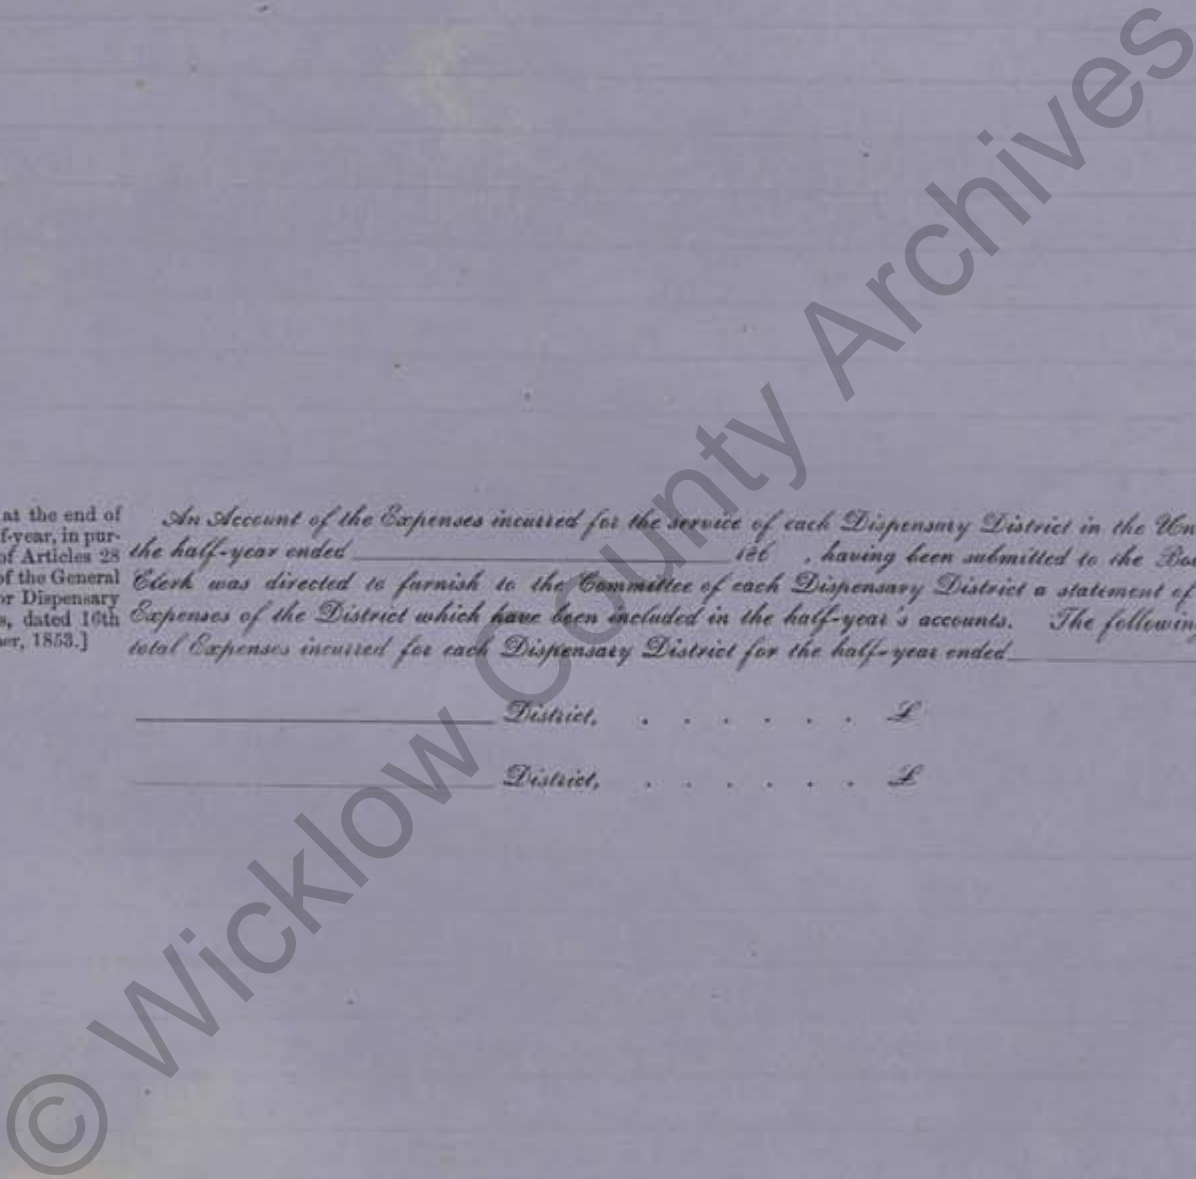 at the end of
f-year, in pur-
of Articles 28
of the General
or Dispensary
s, dated 16th
er, 1853.]
An Account of the Expenses incurred for the service of each Dispensary District in the Un
the half-year ended 186 , having been submitted to the Boa
Clerk was directed to furnish to the Committee of each Dispensary District a statement of
Expenses of the District which have been included in the half-year's accounts. The following
total Expenses incurred for each Dispensary District for the half-year ended
District, . . . . . . £
District, . . . . . . £
© Wicklow County Archives